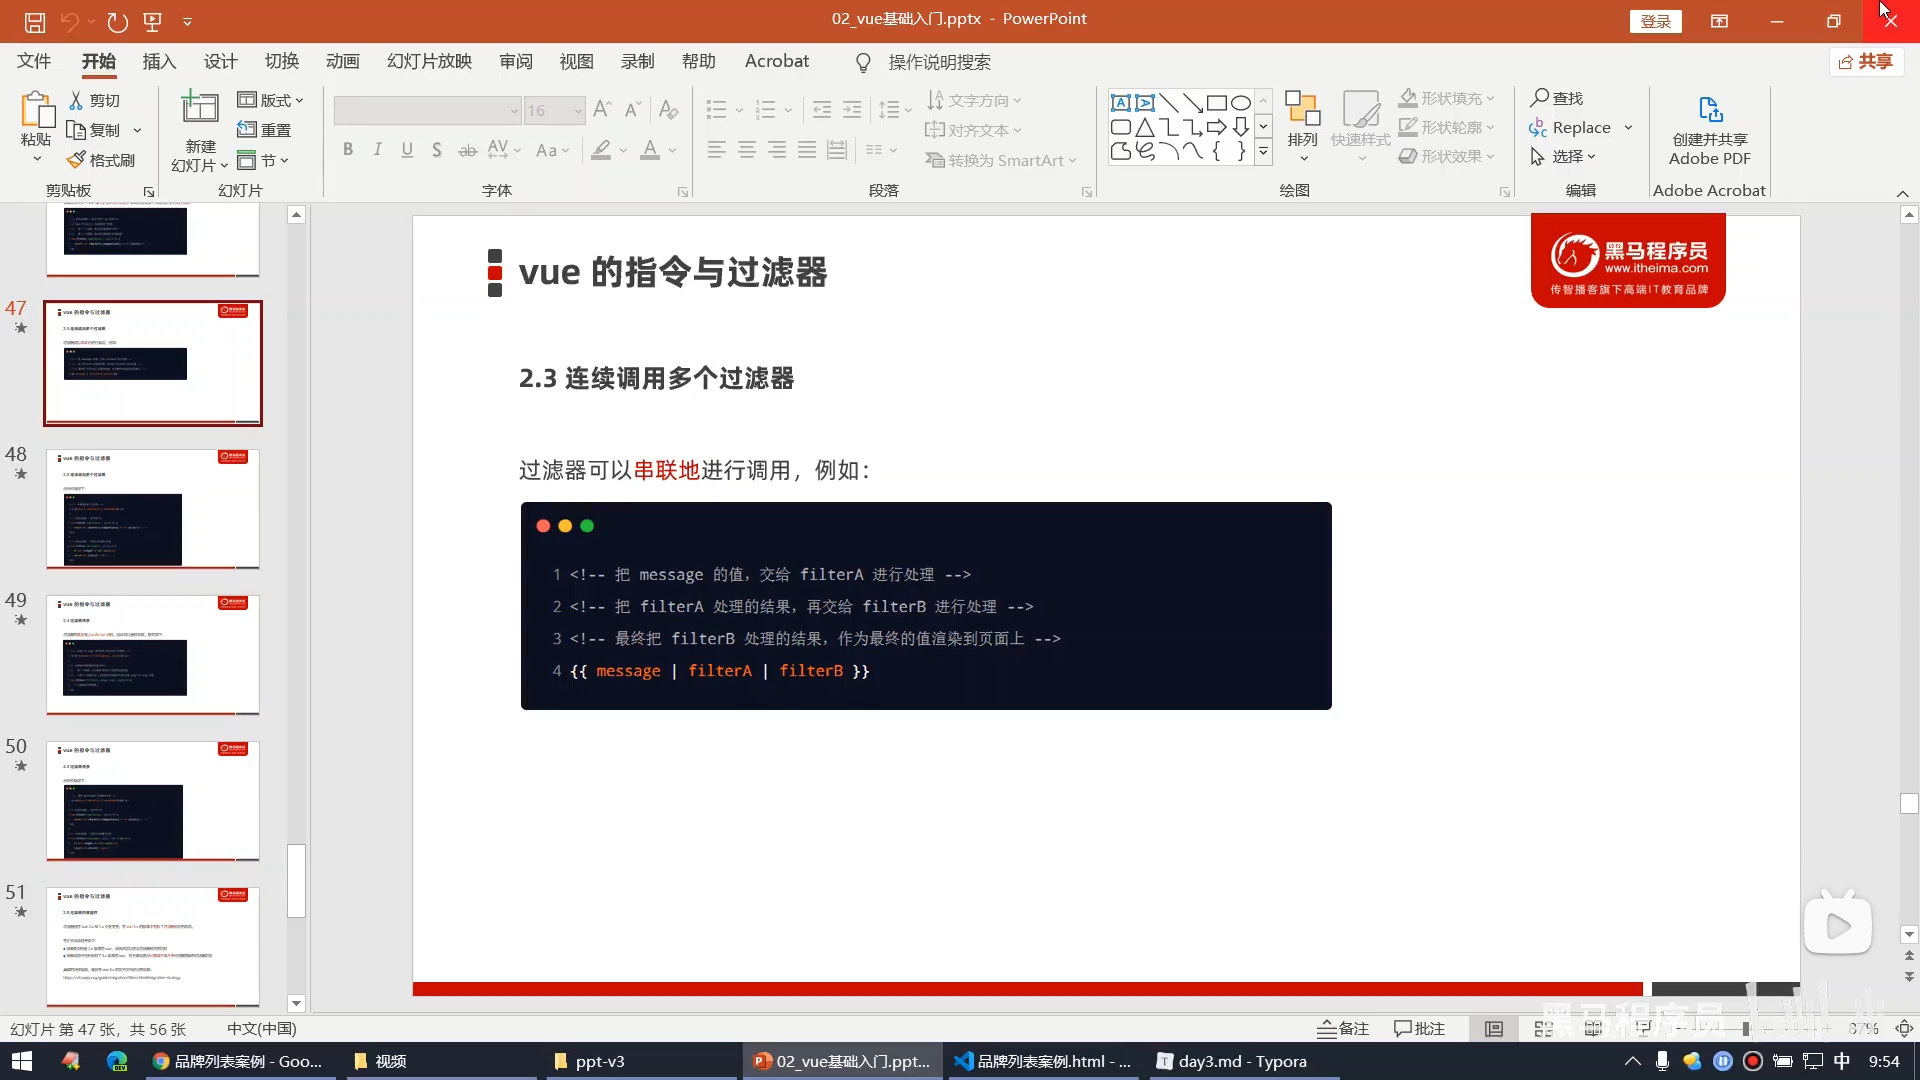 02_vue基础入门.pptx - PowerPoint
登录
文件 开始 插入 设计 切换 动画 幻灯片放映 审阅 视图 录制 帮助 Acrobat 操作说明搜索 共享
粘贴 剪切 复制 格式刷
剪贴板
新建 幻灯片 版式 重置 节
幻灯片
16
B I U S ab AV Aa A
字体
文字方向
对齐文本
转换为 SmartArt
段落
排列 快速样式
形状填充
形状轮廓
形状效果
绘图
查找
Replace
选择
编辑
创建并共享
Adobe PDF
Adobe Acrobat
47
48
49
50
51
vue 的指令与过滤器
黑马程序员
www.itheima.com
传智播客旗下高端IT教育品牌
2.3 连续调用多个过滤器
过滤器可以串联地进行调用，例如：
1 <!-- 把 message 的值，交给 filterA 进行处理 -->
2 <!-- 把 filterA 处理的结果，再交给 filterB 进行处理 -->
3 <!-- 最终把 filterB 处理的结果，作为最终的值渲染到页面上 -->
4 {{ message | filterA | filterB }}
黑马程序员
幻灯片 第 47 张，共 56 张 中文(中国) 备注 批注 87%
品牌列表案例 - Goo... 视频 ppt-v3 02_vue基础入门.ppt... 品牌列表案例.html - ... day3.md - Typora 中 9:54